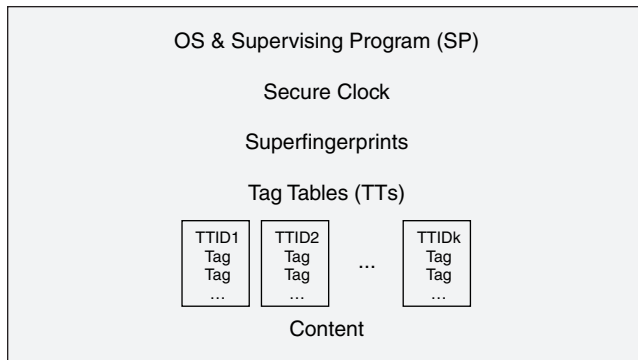 OS & Supervising Program (SP)
Secure Clock
Superfingerprints
Tag Tables (TTs)
TTID1 TTID2 TTIDk
Tag Tag ... Tag
Tag Tag Tag
... ... ...
Content